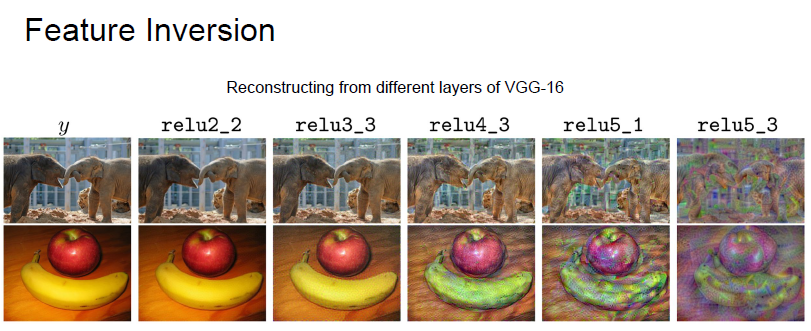 Feature Inversion
Reconstructing from different layers of VGG-16
y relu2_2 relu3_3 relu4_3 relu5_1 relu5_3